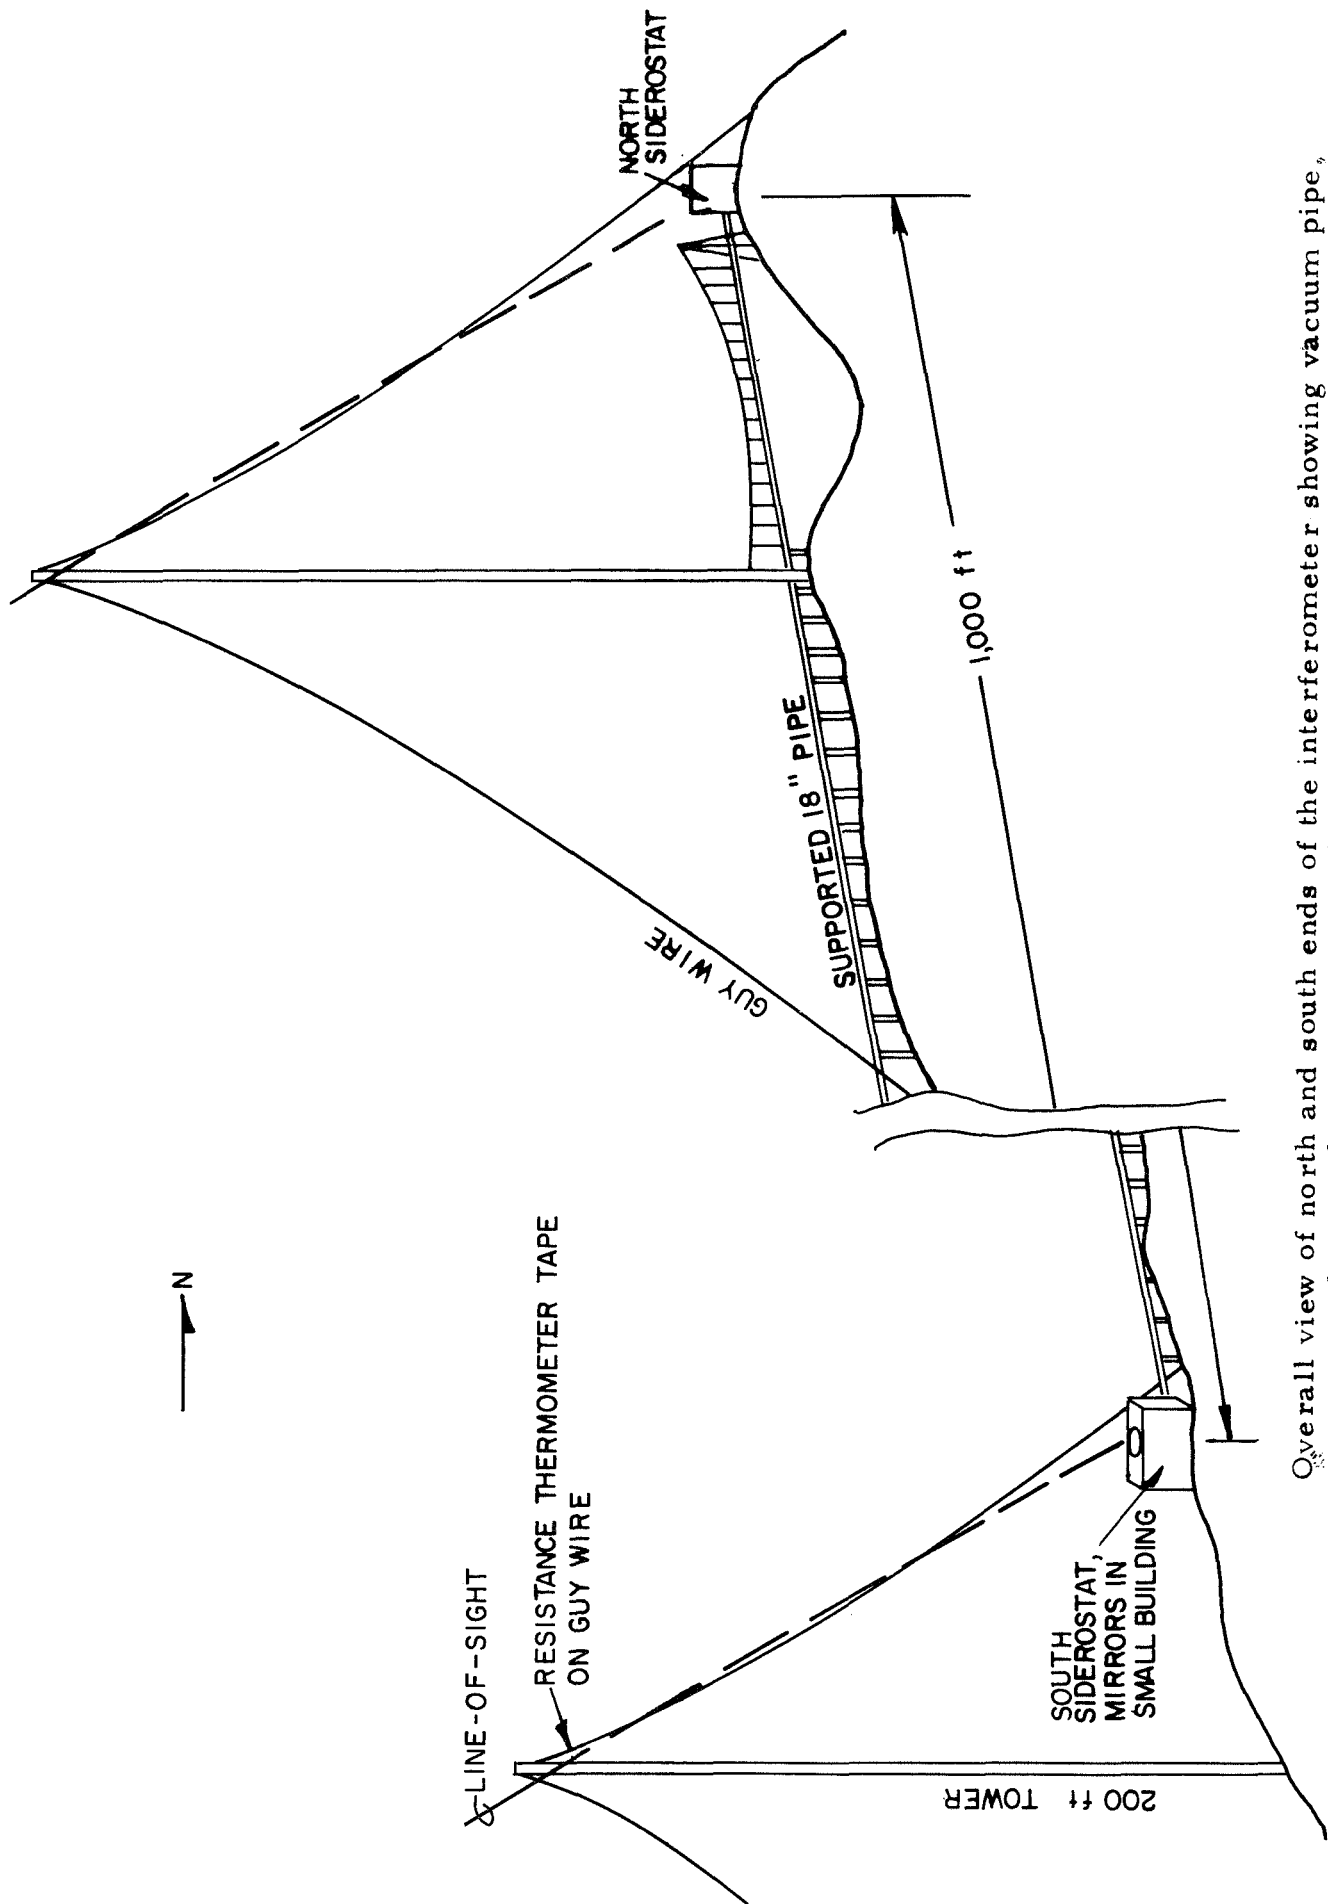 N
NORTH
SIDEROSTAT
LINE-OF-SIGHT
RESISTANCE THERMOMETER TAPE
ON GUY WIRE
GUY WIRE
SUPPORTED 18" PIPE
1,000 ft
SOUTH
SIDEROSTAT,
MIRRORS IN
SMALL BUILDING
200 ft TOWER
Overall view of north and south ends of the interferometer showing vacuum pipe,